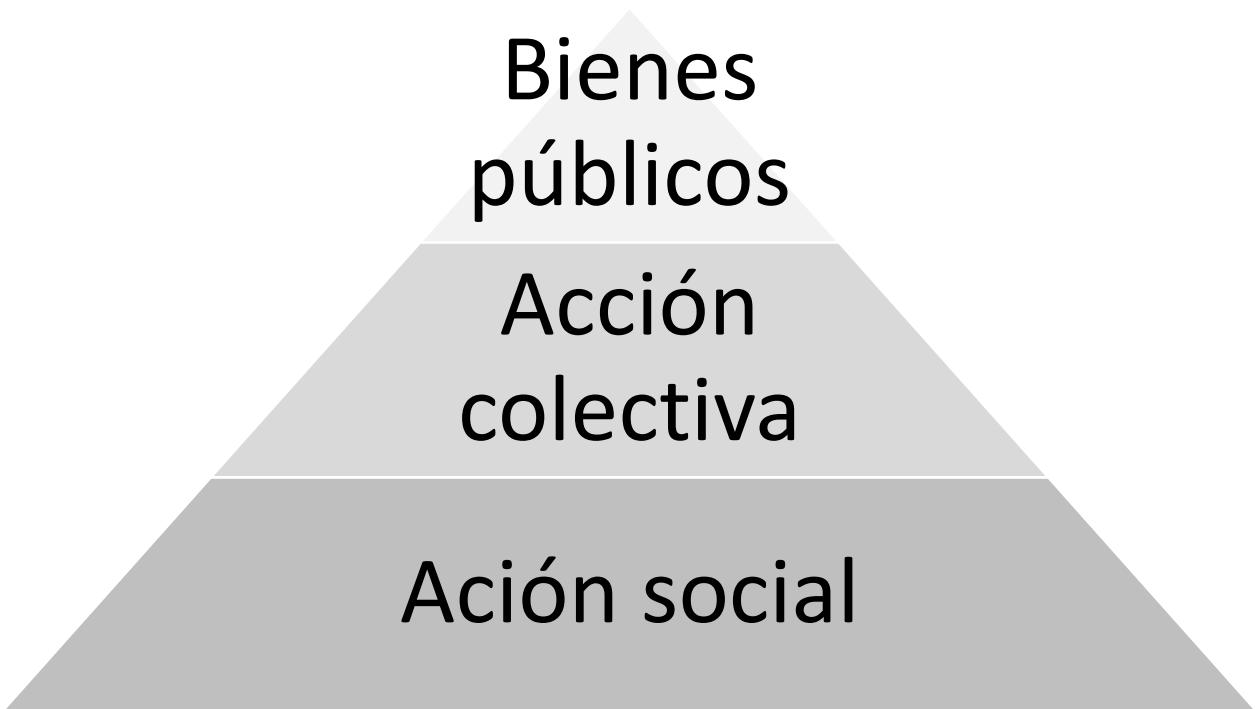 Bienes
públicos
Acción
colectiva
Ación social